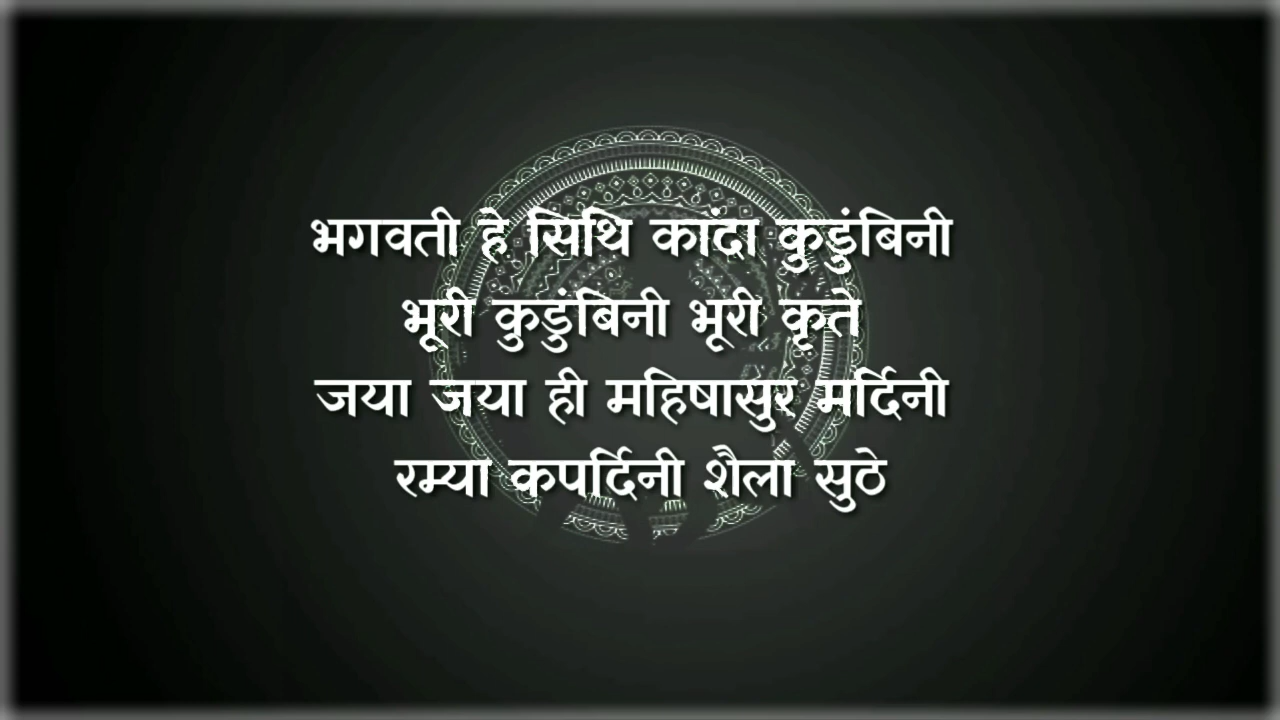 भगवती हे सिथि कांदा कुडुंबिनी
भूरी कुडुंबिनी भूरी कृते
जया जया ही महिषासुर मर्दिनी
रम्या कपर्दिनी शैला सुठे